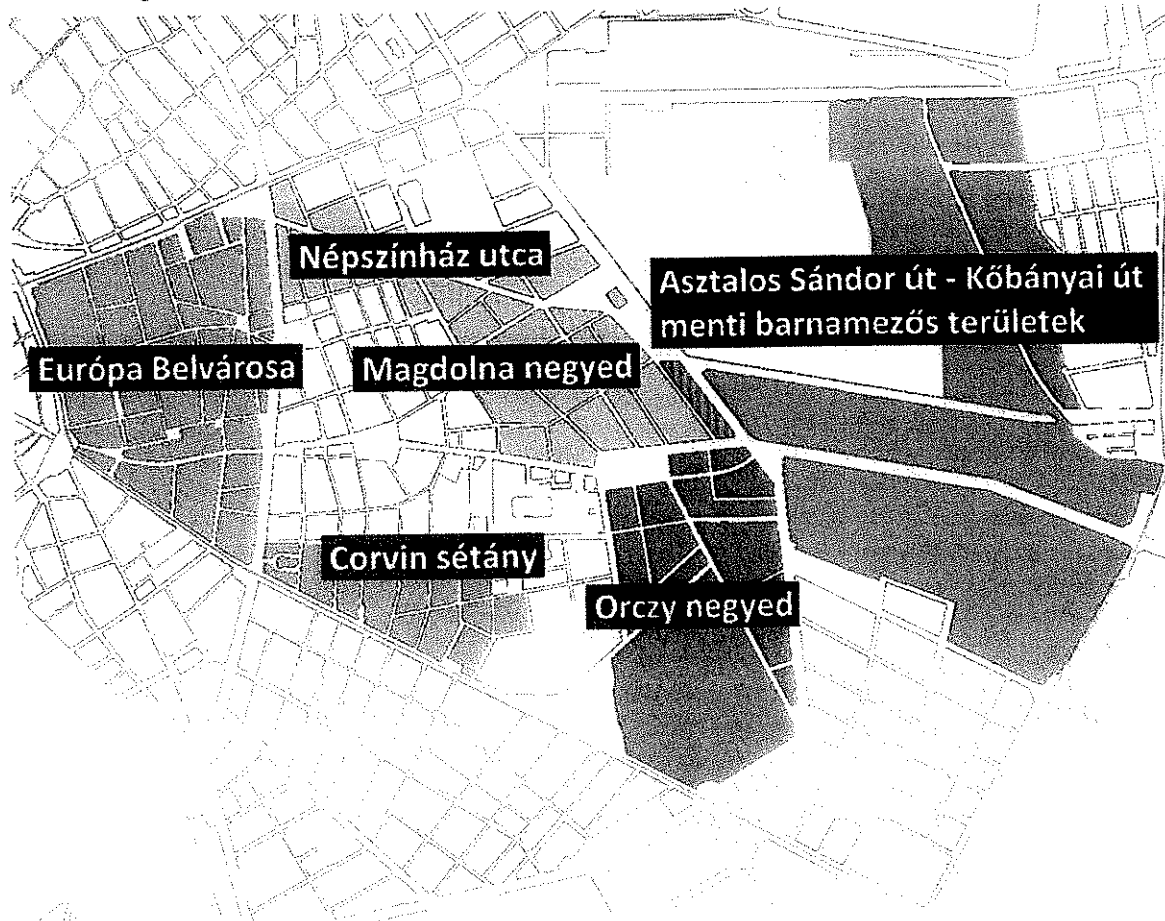 Népszínház utca
Asztalos Sándor út - Kőbányai út
menti barnamezős területek
Európa Belvárosa
Magdolna negyed
Corvin sétány
Orczy negyed